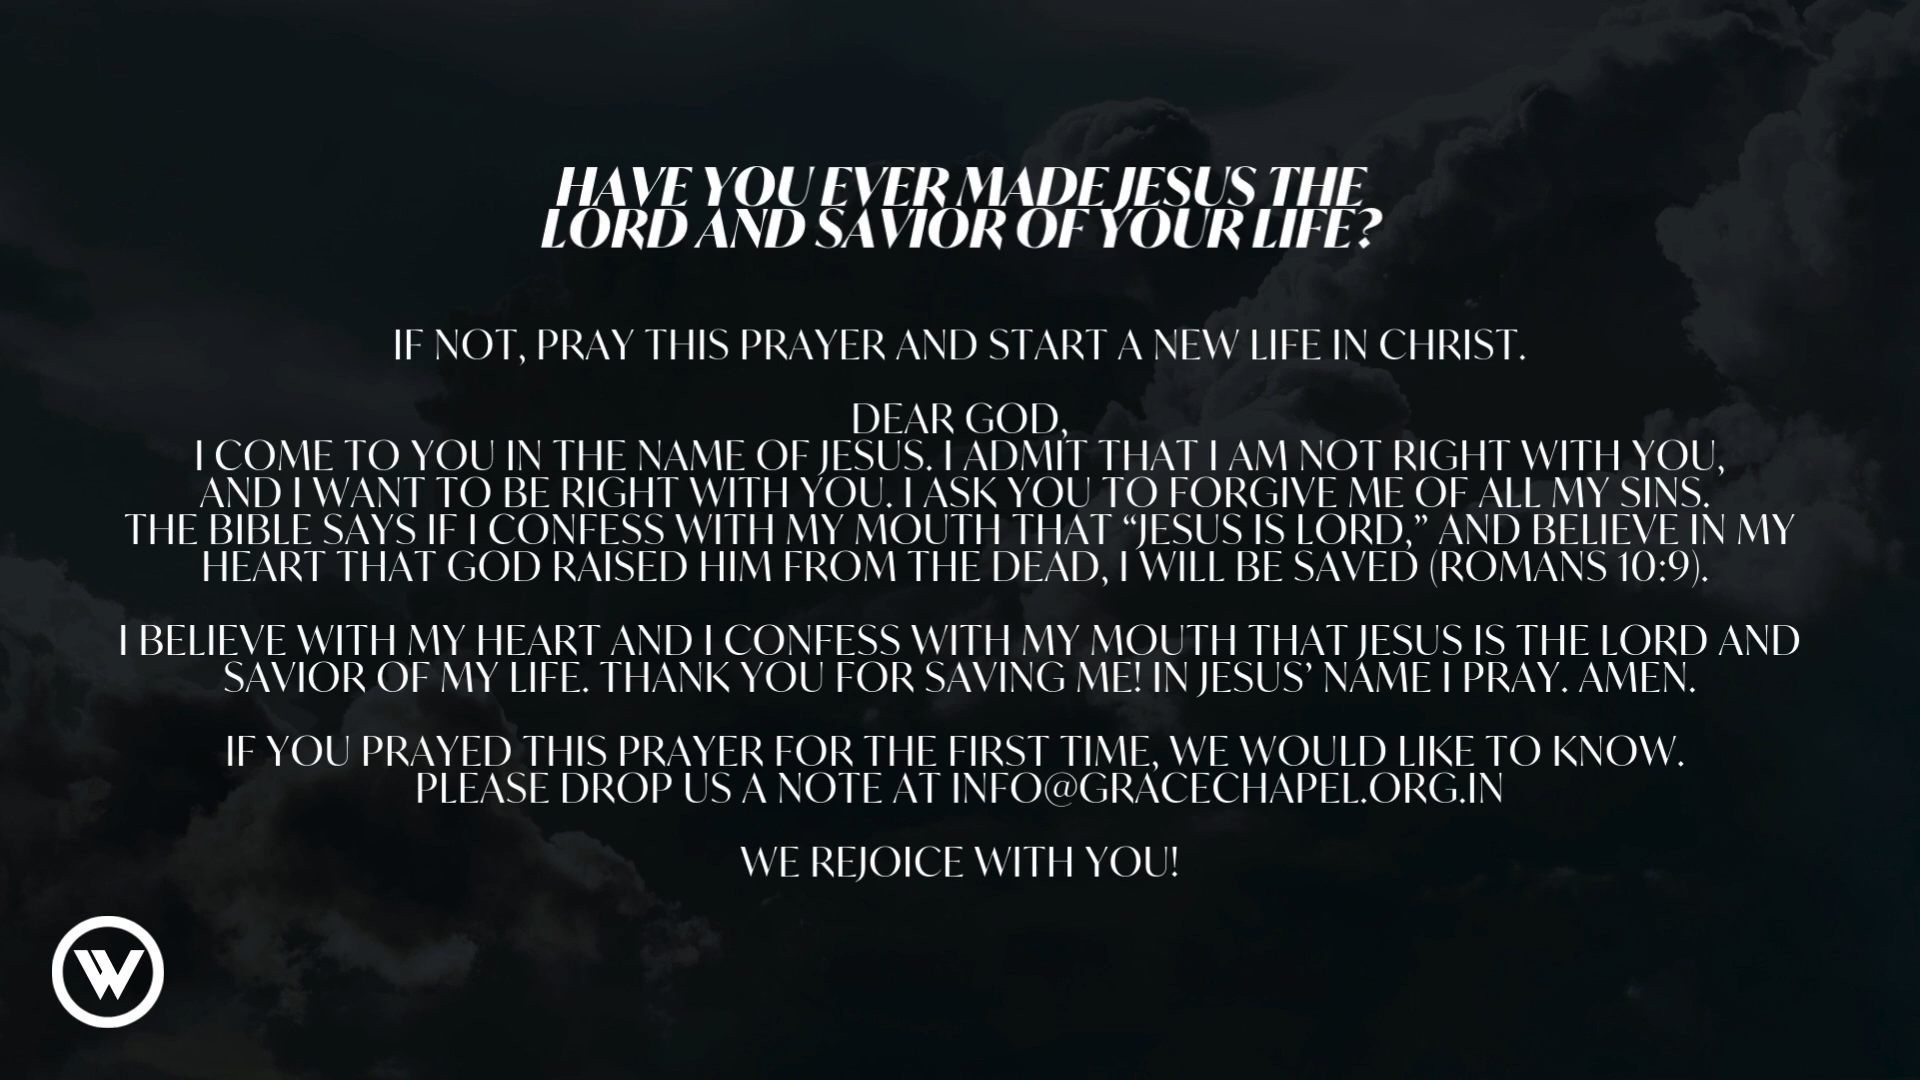 HAVE YOU EVER MADE JESUS THE
LORD AND SAVIOR OF YOUR LIFE?
IF NOT, PRAY THIS PRAYER AND START A NEW LIFE IN CHRIST.
DEAR GOD,
I COME TO YOU IN THE NAME OF JESUS. I ADMIT THAT I AM NOT RIGHT WITH YOU,
AND I WANT TO BE RIGHT WITH YOU. I ASK YOU TO FORGIVE ME OF ALL MY SINS.
THE BIBLE SAYS IF I CONFESS WITH MY MOUTH THAT “JESUS IS LORD,” AND BELIEVE IN MY
HEART THAT GOD RAISED HIM FROM THE DEAD, I WILL BE SAVED (ROMANS 10:9).
I BELIEVE WITH MY HEART AND I CONFESS WITH MY MOUTH THAT JESUS IS THE LORD AND
SAVIOR OF MY LIFE. THANK YOU FOR SAVING ME! IN JESUS’ NAME I PRAY. AMEN.
IF YOU PRAYED THIS PRAYER FOR THE FIRST TIME, WE WOULD LIKE TO KNOW.
PLEASE DROP US A NOTE AT INFO@GRACECHAPEL.ORG.IN
WE REJOICE WITH YOU!
W